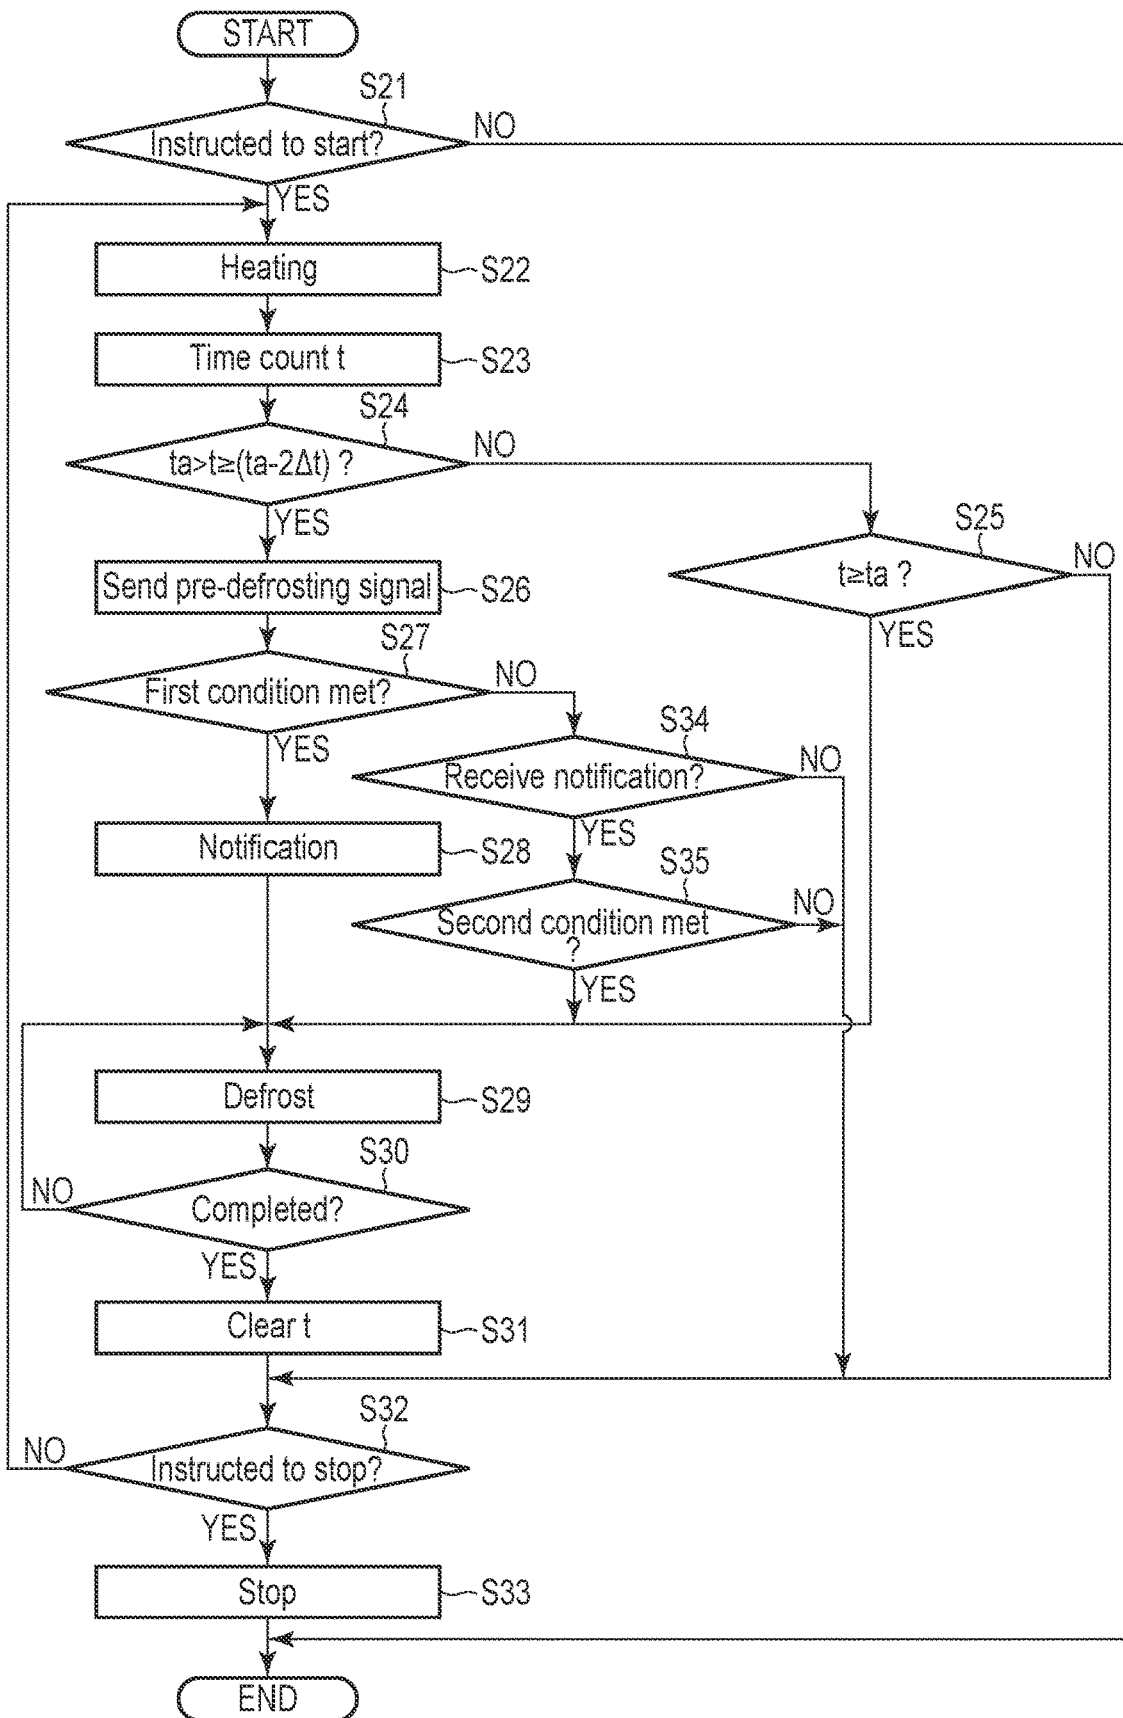 START
S21
Instructed to start?
NO
YES
Heating
S22
Time count t
S23
S24
ta>t≥(ta-2Δt) ?
NO
YES
S25
t≥ta ?
NO
YES
Send pre-defrosting signal
S26
S27
First condition met?
NO
YES
S34
Receive notification?
NO
YES
Notification
S28
S35
Second condition met
?
NO
YES
Defrost
S29
S30
Completed?
NO
YES
Clear t
S31
S32
Instructed to stop?
NO
YES
Stop
S33
END